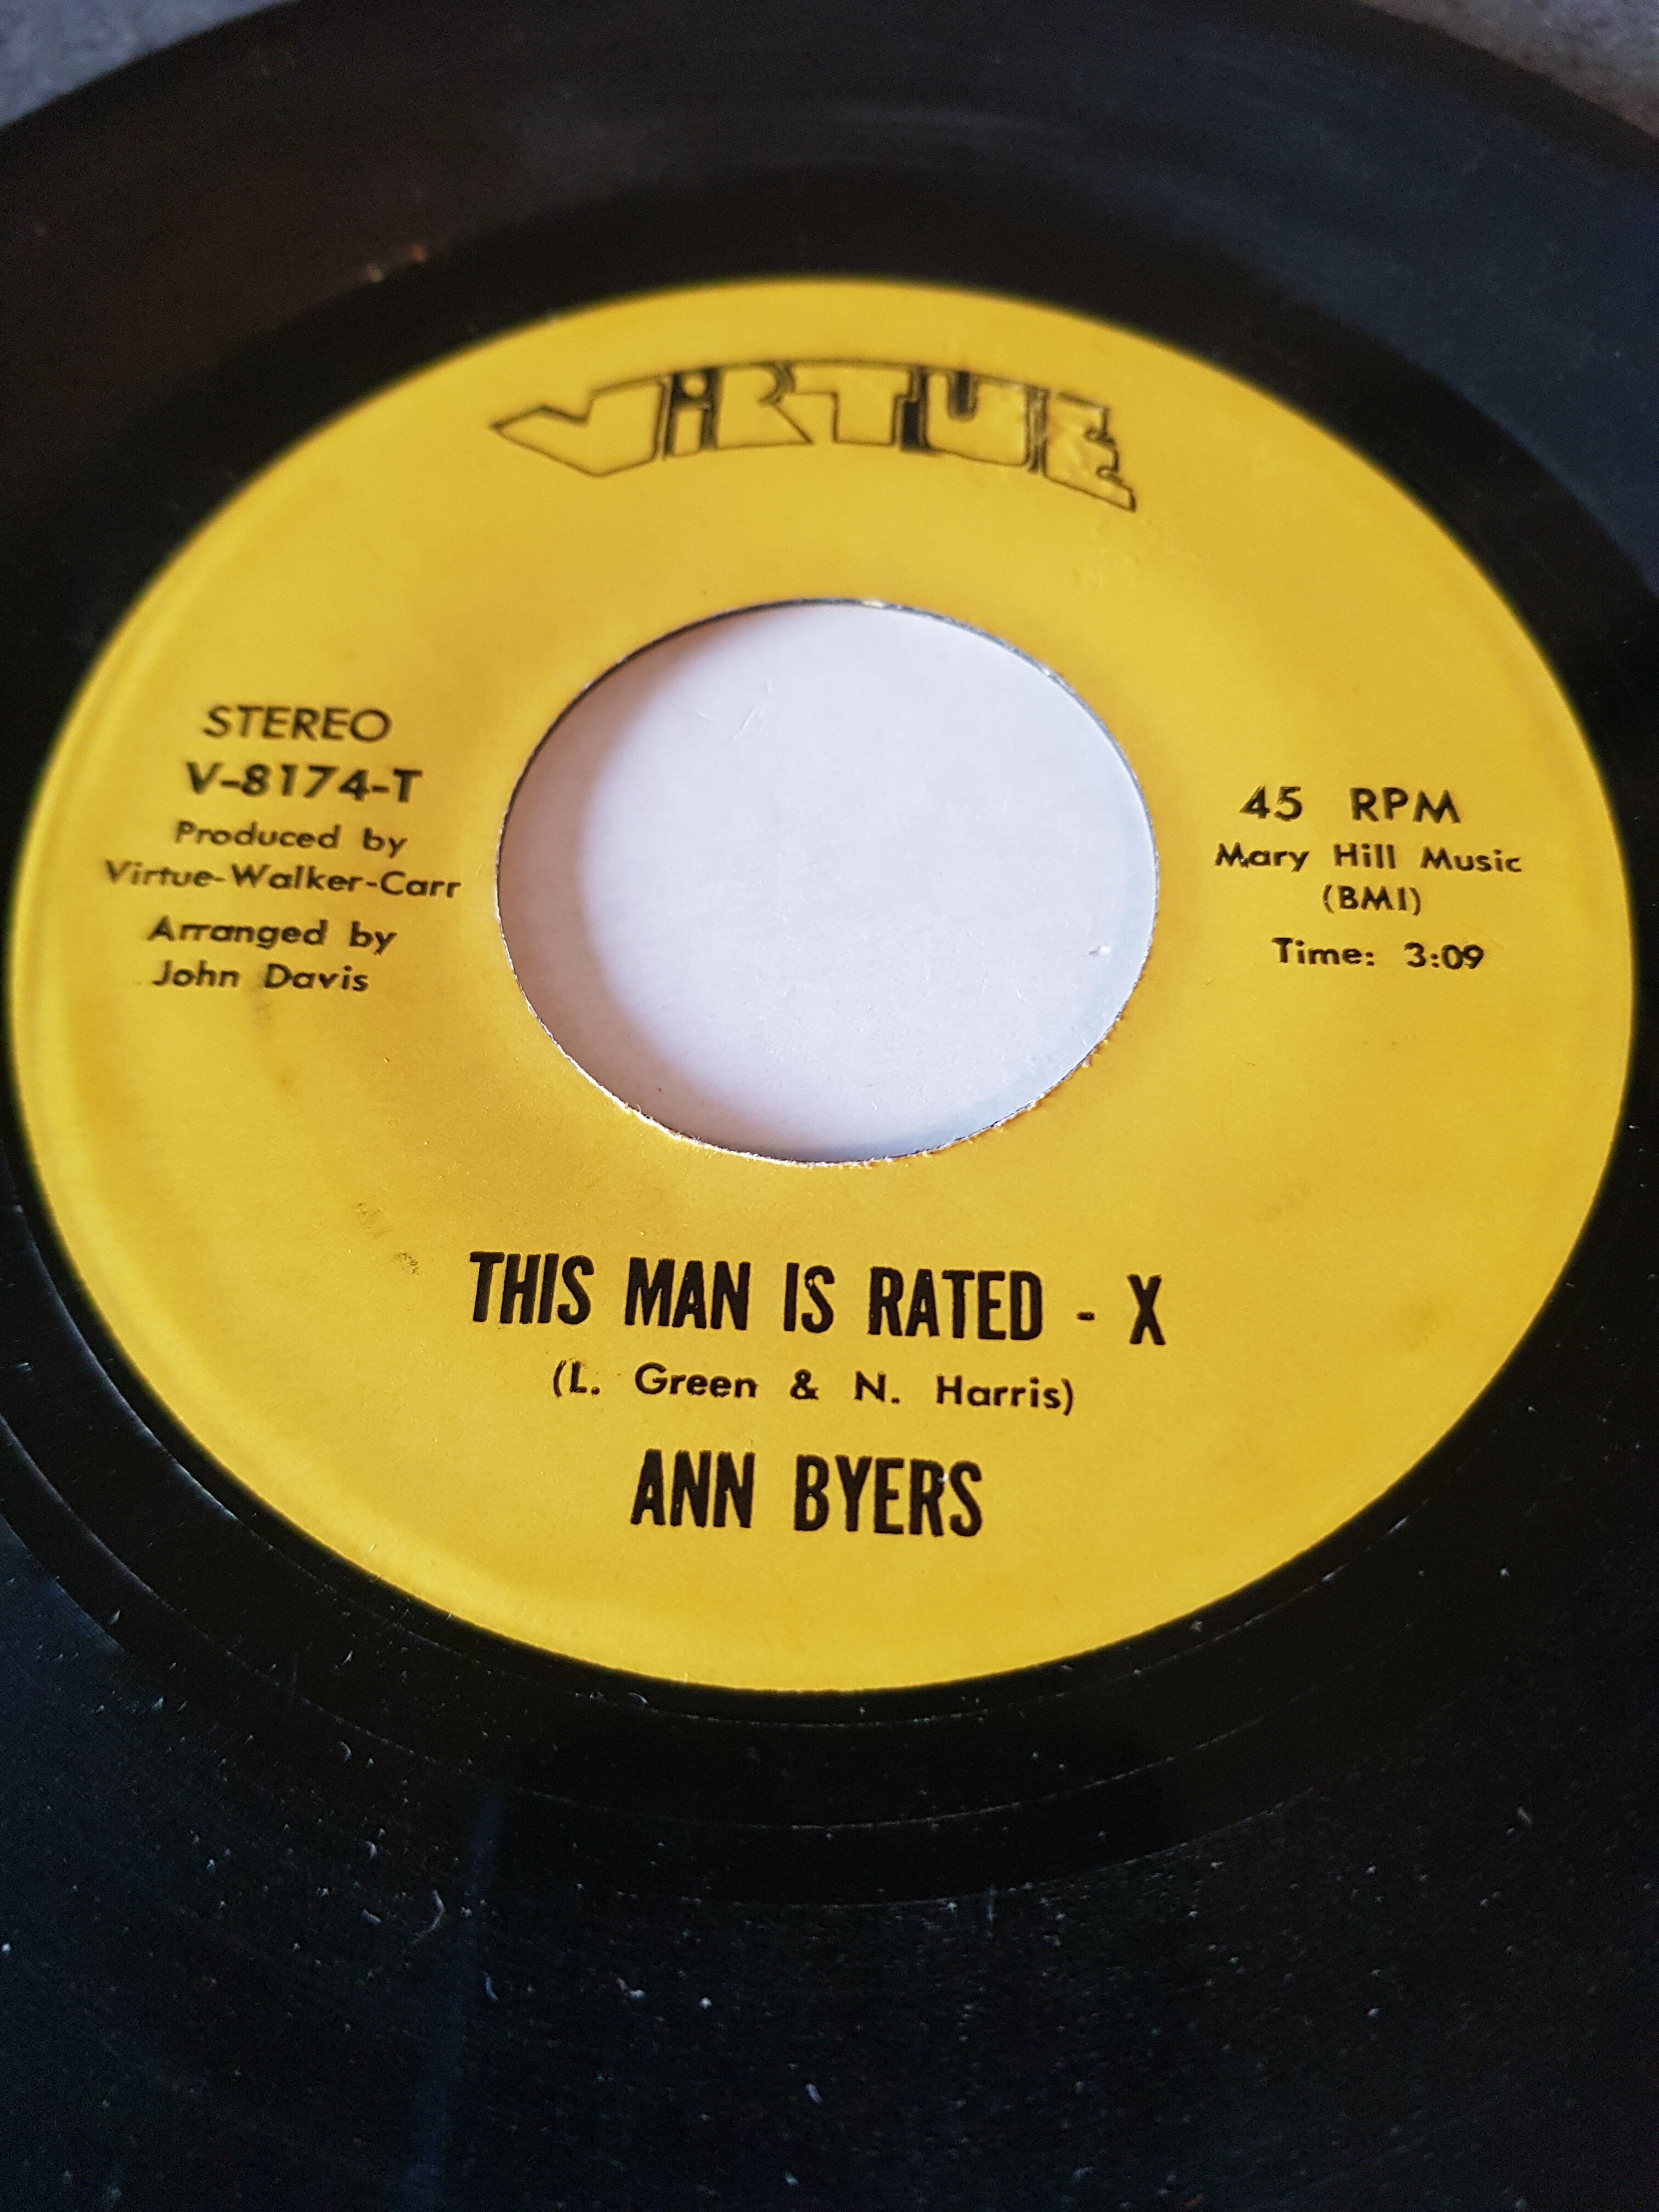 ViRTUE
STEREO
V-8174-T
Produced by
Virtue-Walker-Carr
Arranged by
John Davis
45 RPM
Mary Hill Music
(BMI)
Time: 3:09
THIS MAN IS RATED - X
(L. Green & N. Harris)
ANN BYERS